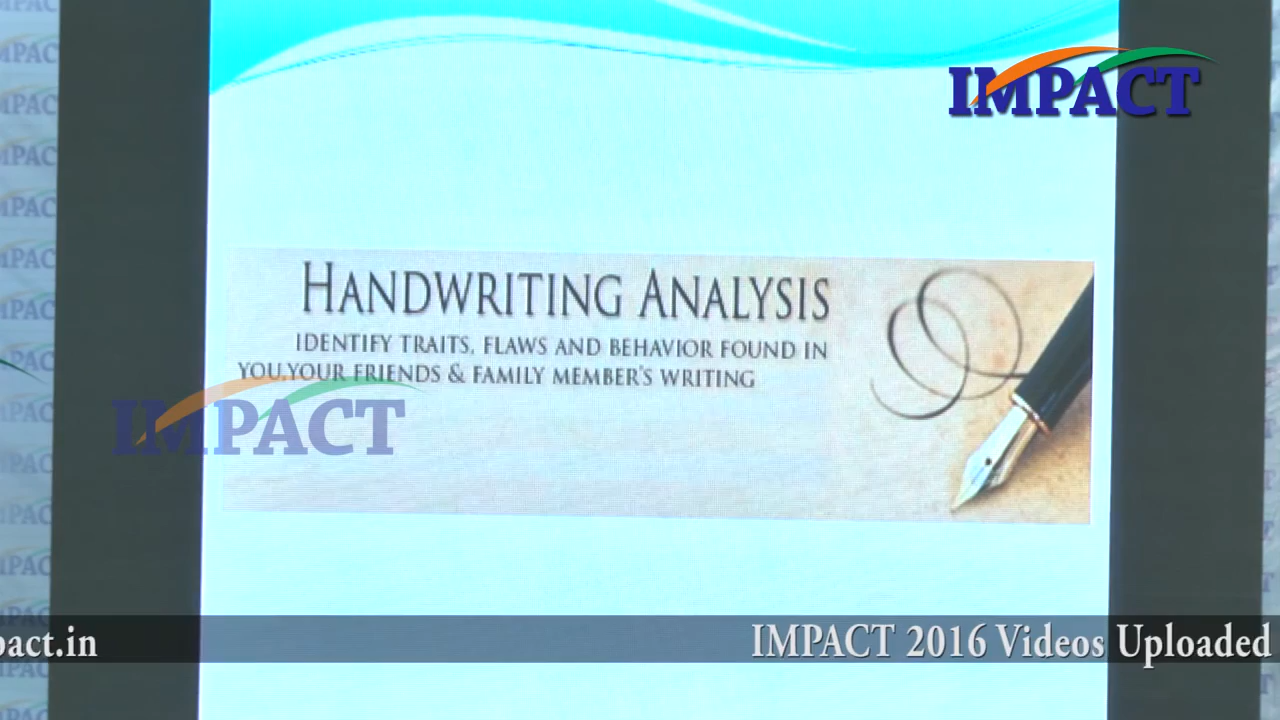 IMPACT
HANDWRITING ANALYSIS
IDENTIFY TRAITS, FLAWS AND BEHAVIOR FOUND IN
YOU,YOUR FRIENDS & FAMILY MEMBER'S WRITING
IMPACT
pact.in IMPACT 2016 Videos Uploaded